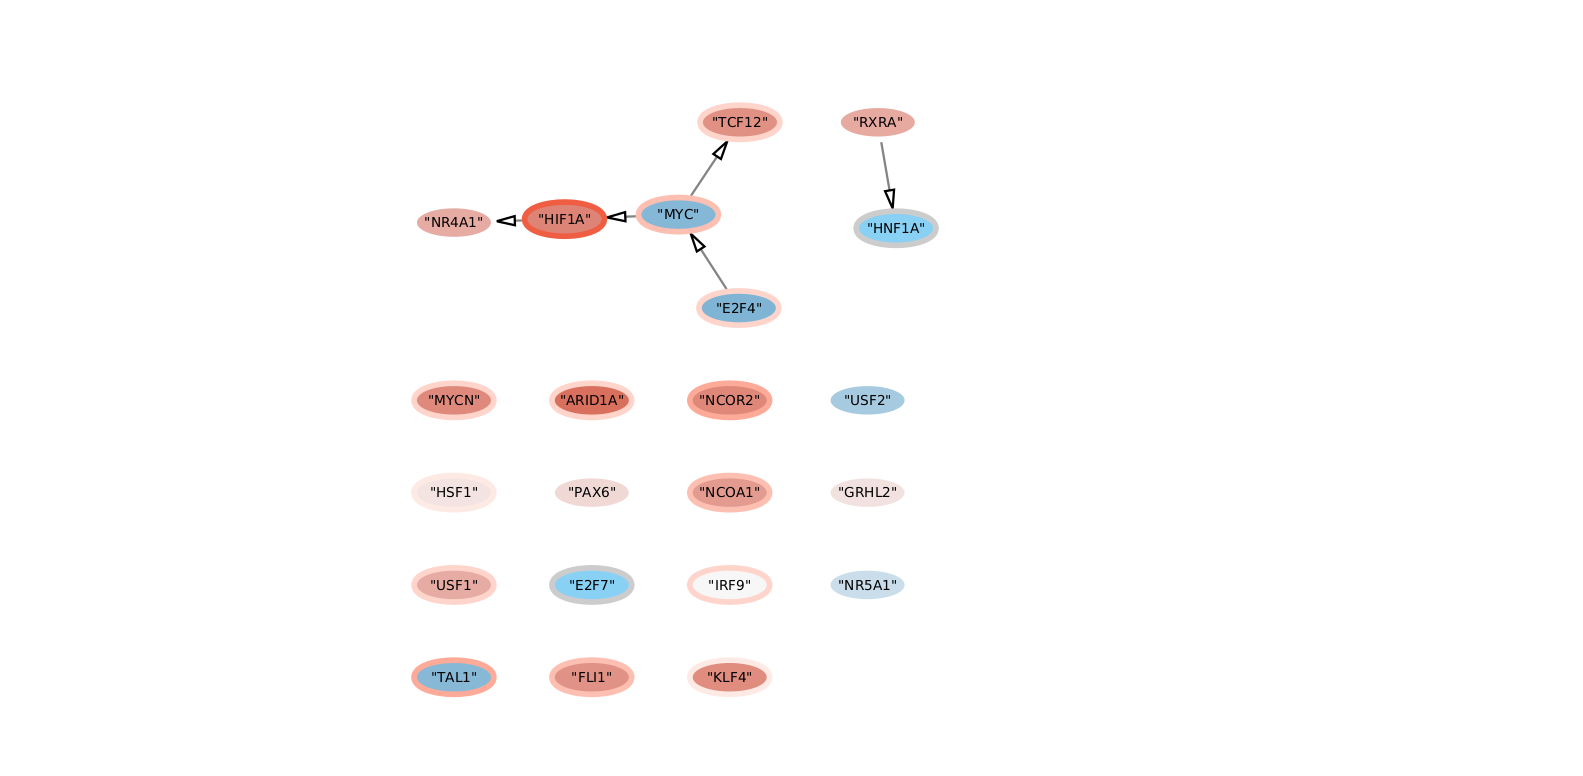 "TCF12"
"RXRA"
"NR4A1"
"HIF1A"
"MYC"
"HNF1A"
"E2F4"
"MYCN"
"ARID1A"
"NCOR2"
"USF2"
"HSF1"
"PAX6"
"NCOA1"
"GRHL2"
"USF1"
"E2F7"
"IRF9"
"NR5A1"
"TAL1"
"FLI1"
"KLF4"